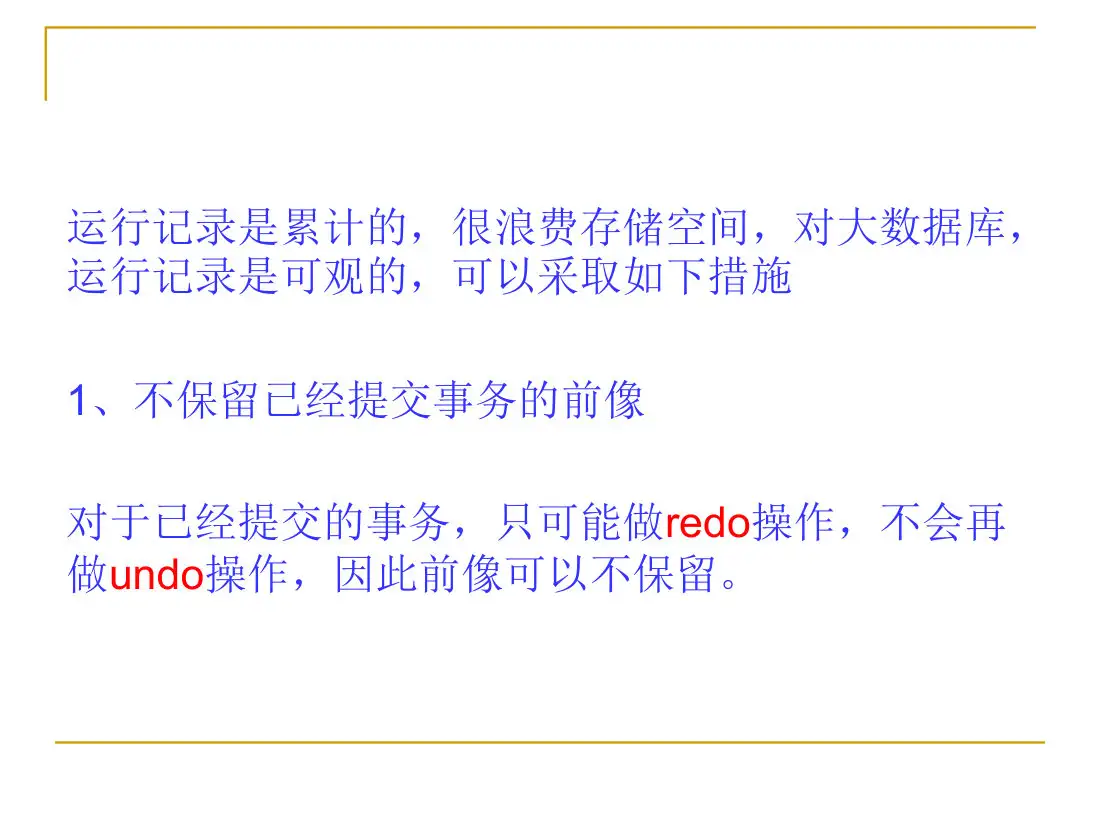 运行记录是累计的，很浪费存储空间，对大数据库，
运行记录是可观的，可以采取如下措施
1、不保留已经提交事务的前像
对于已经提交的事务，只可能做redo操作，不会再
做undo操作，因此前像可以不保留。